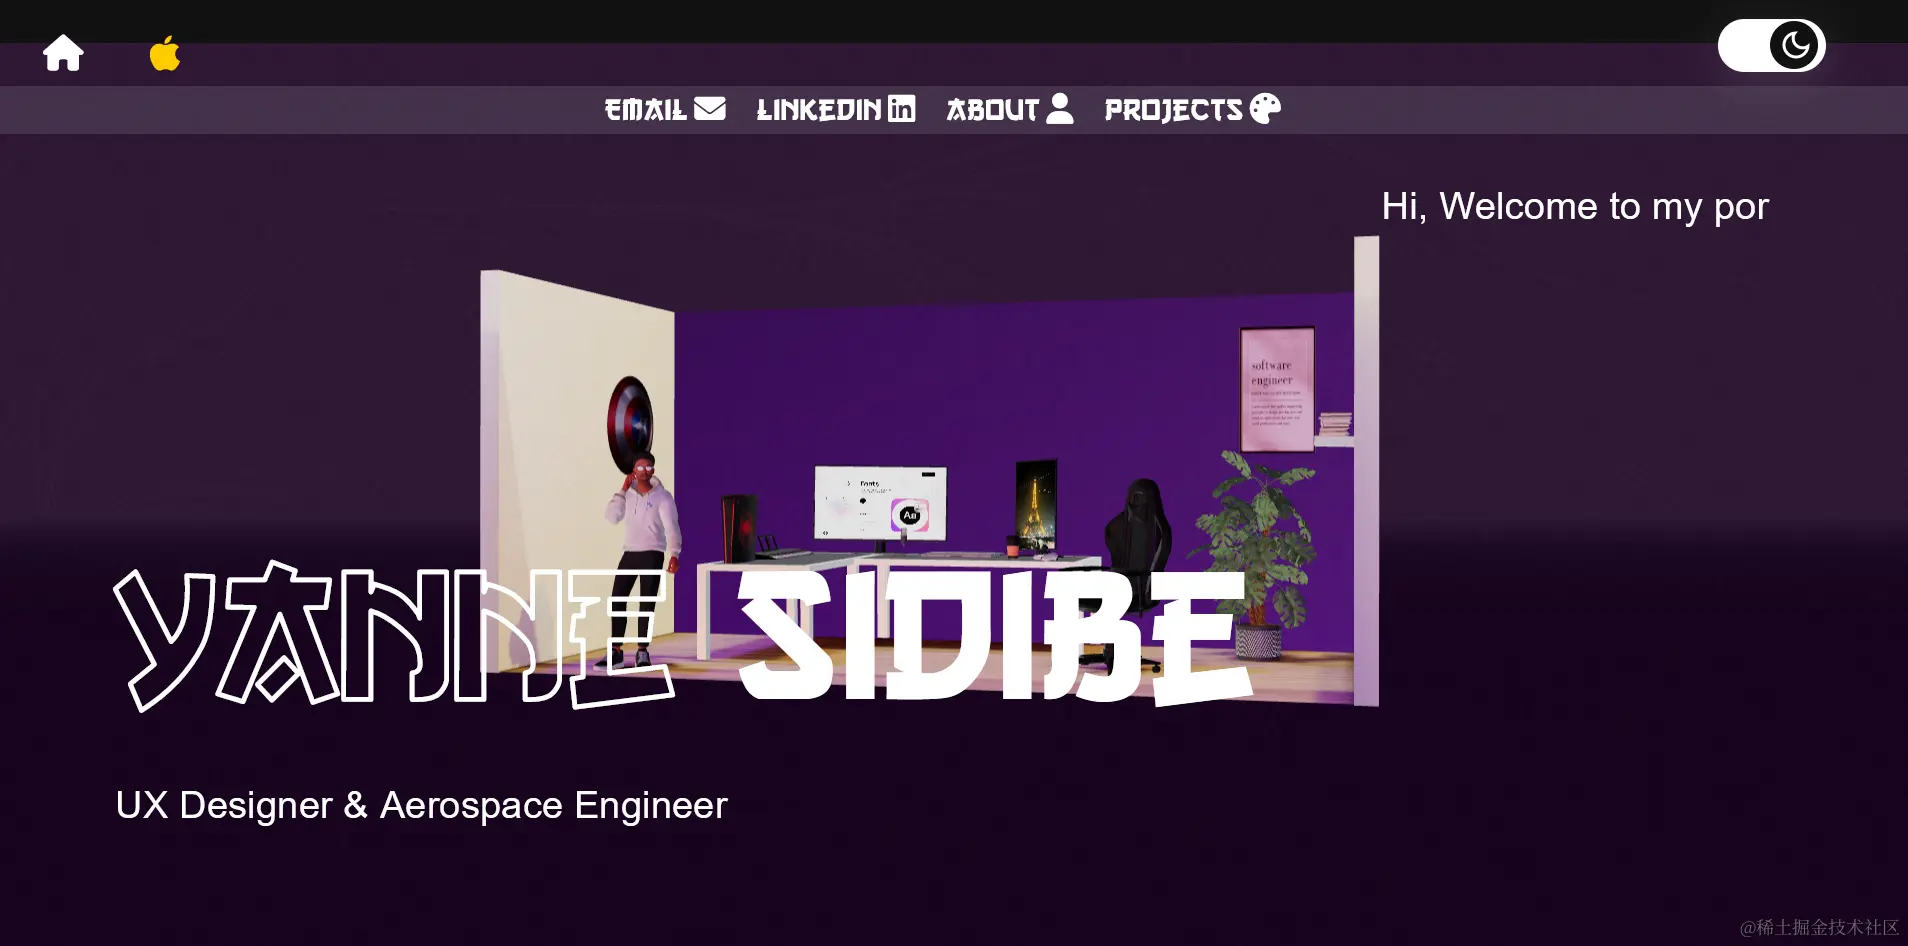 EMAIL LINKEDIN in ABOUT PROJECTS
Hi, Welcome to my por
software
engineer
Fonts
Aa
YANNE SIDIBE
UX Designer & Aerospace Engineer
@稀土掘金技术社区